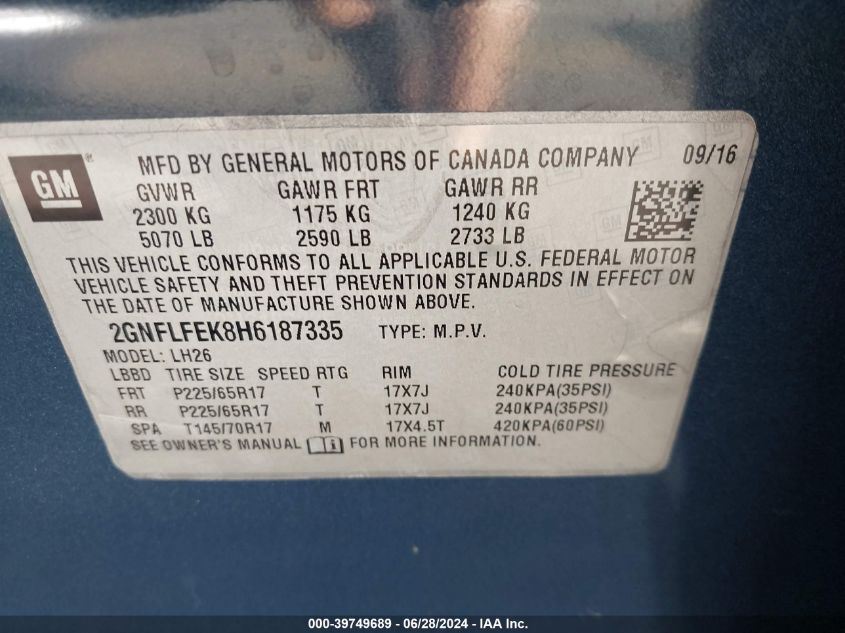 GM ®
MFD BY GENERAL MOTORS OF CANADA COMPANY 09/16
GVWR GAWR FRT GAWR RR
2300 KG 1175 KG 1240 KG
5070 LB 2590 LB 2733 LB
THIS VEHICLE CONFORMS TO ALL APPLICABLE U.S. FEDERAL MOTOR
VEHICLE SAFETY AND THEFT PREVENTION STANDARDS IN EFFECT ON
THE DATE OF MANUFACTURE SHOWN ABOVE.
2GNFLFEK8H6187335 TYPE: M.P.V.
MODEL: LH26
LBBD TIRE SIZE SPEED RTG RIM COLD TIRE PRESSURE
FRT P225/65R17 T 17X7J 240KPA(35PSI)
RR P225/65R17 T 17X7J 240KPA(35PSI)
SPA T145/70R17 M 17X4.5T 420KPA(60PSI)
SEE OWNER'S MANUAL FOR MORE INFORMATION.
000-39749689 - 06/28/2024 - IAA Inc.